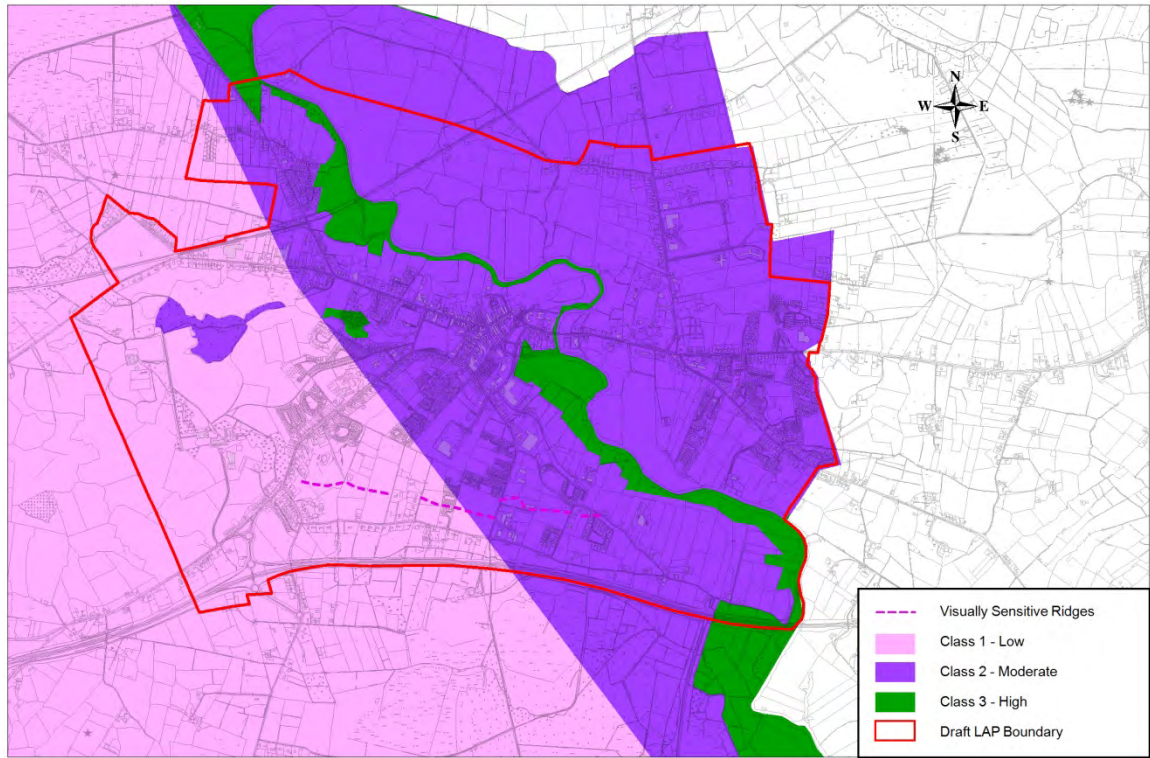 N
W E
S
Visually Sensitive Ridges
Class 1 - Low
Class 2 - Moderate
Class 3 - High
Draft LAP Boundary